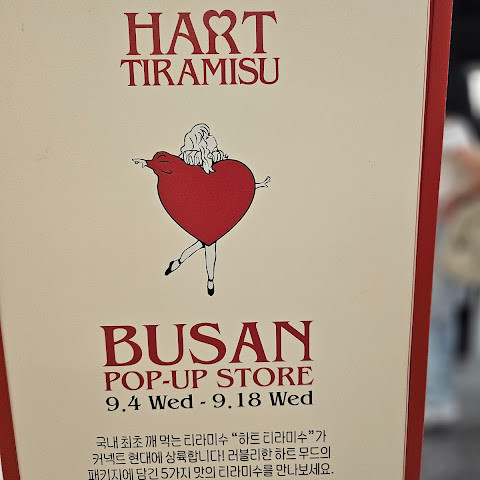 HART
TIRAMISU
BUSAN
POP-UP STORE
9.4 Wed - 9.18 Wed
국내 최초 깨 먹는 티라미수 “하트 티라미수”가
커넥트 현대에 상륙합니다! 러블리한 하트 무드의
패키지에 담긴 5가지 맛의 티라미수를 만나보세요.